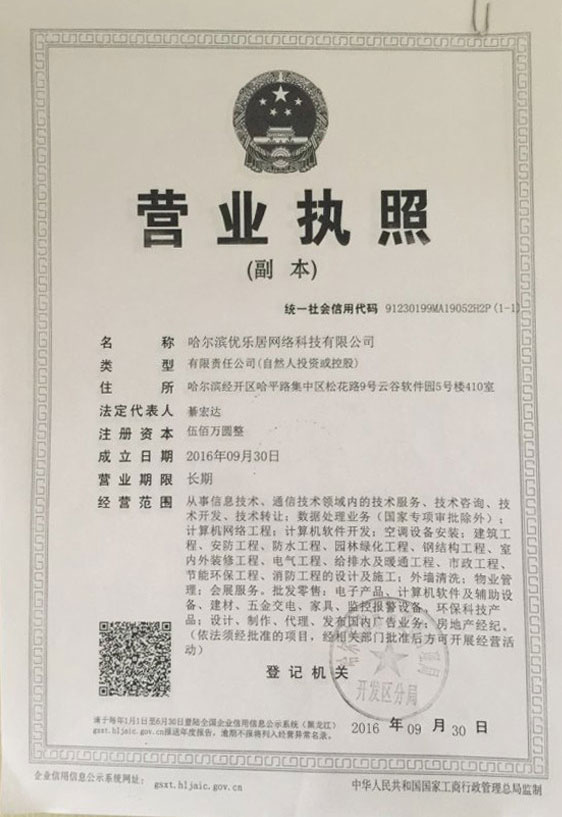 营业执照
(副 本)
统一社会信用代码 91230199MA19052H2P(1-1)
名 称 哈尔滨优乐居网络科技有限公司
类 型 有限责任公司(自然人投资或控股)
住 所 哈尔滨经开区哈平路集中区松花路9号云谷软件园5号楼410室
法定代表人 綦宏达
注册资本 伍佰万圆整
成立日期 2016年09月30日
营业期限 长期
经营范围 从事信息技术、通信技术领域内的技术服务、技术咨询、技
术开发、技术转让；数据处理业务（国家专项审批除外）；
计算机网络工程；计算机软件开发；空调设备安装；建筑工
程、安防工程、防水工程、园林绿化工程、钢结构工程、室
内外装修工程、电气工程、给排水及暖通工程、市政工程、
节能环保工程、消防工程的设计及施工；外墙清洗；物业管
理；会展服务。批发零售：电子产品、计算机软件及辅助设
备、建材、五金交电、家具、监控报警设备、环保科技产
品；设计、制作、代理、发布国内广告业务；房地产经纪。
（依法须经批准的项目，经相关部门批准后方可开展经营活
动）
登记机关
开发区分局
2016 年 09 月 30 日
请于每年1月1日至6月30日登陆全国企业信用信息公示系统（黑龙江）
gsxt.hljaic.gov.cn报送年度报告，逾期不报将列入经营异常名录。
企业信用信息公示系统网址： gsxt.hljaic.gov.cn
中华人民共和国国家工商行政管理总局监制